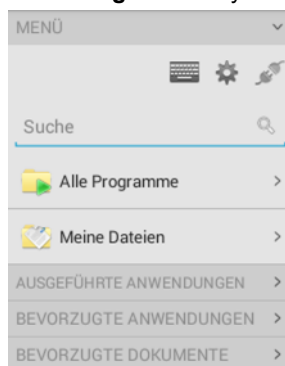 MENÜ
Suche
Alle Programme
Meine Dateien
AUSGEFÜHRTE ANWENDUNGEN
BEVORZUGTE ANWENDUNGEN
BEVORZUGTE DOKUMENTE